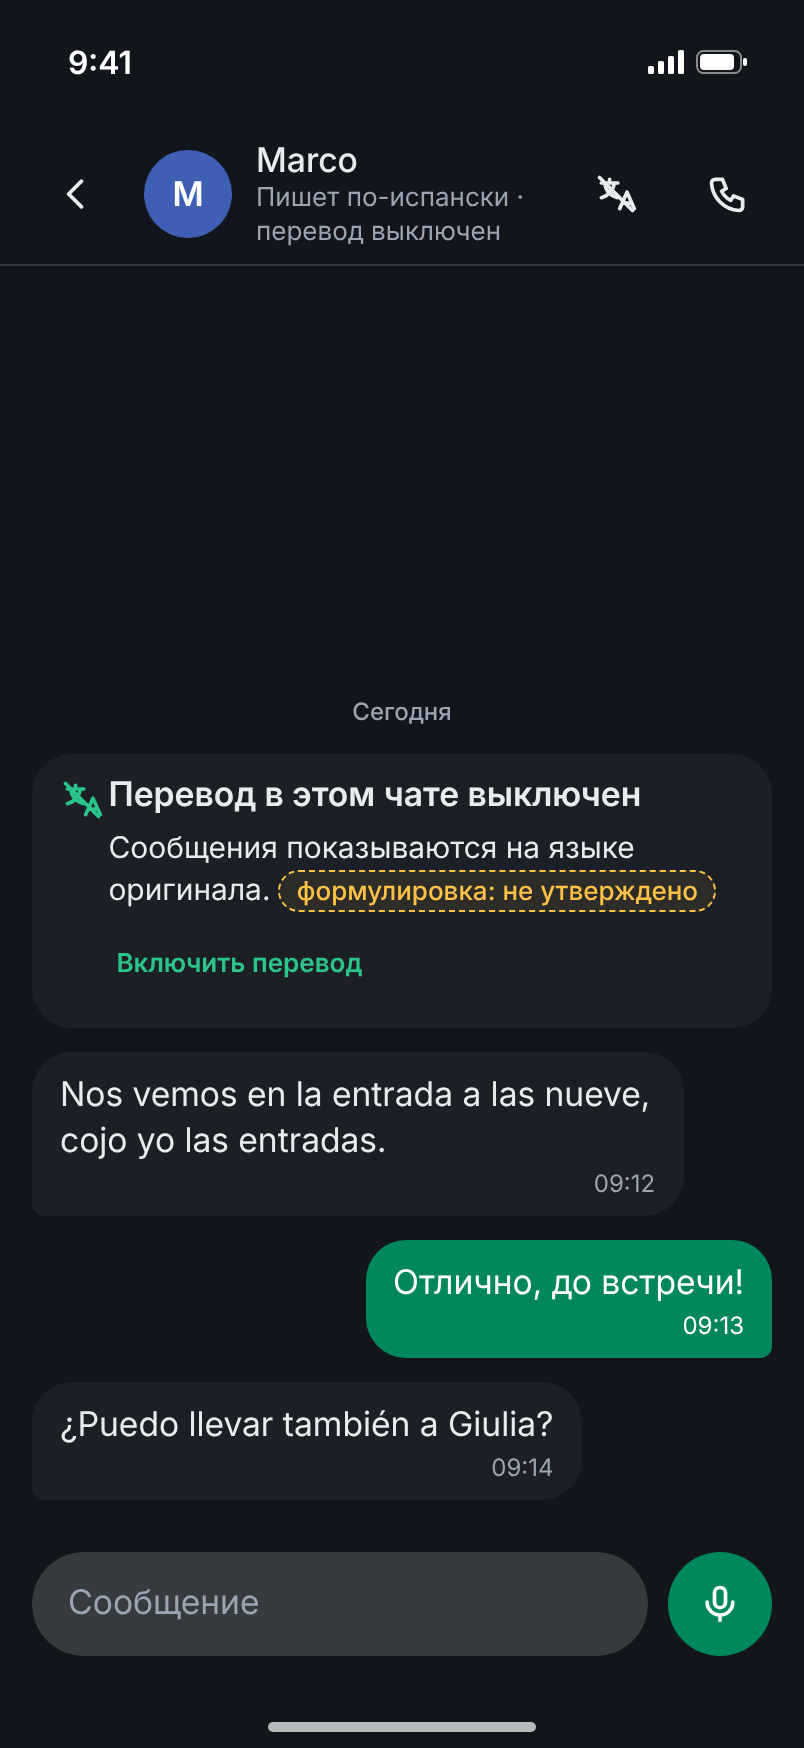 9:41
M
Marco
Пишет по-испански ·
перевод выключен
Сегодня
Перевод в этом чате выключен
Сообщения показываются на языке
оригинала. формулировка: не утверждено
Включить перевод
Nos vemos en la entrada a las nueve,
cojo yo las entradas.
09:12
Отлично, до встречи!
09:13
¿Puedo llevar también a Giulia?
09:14
Сообщение